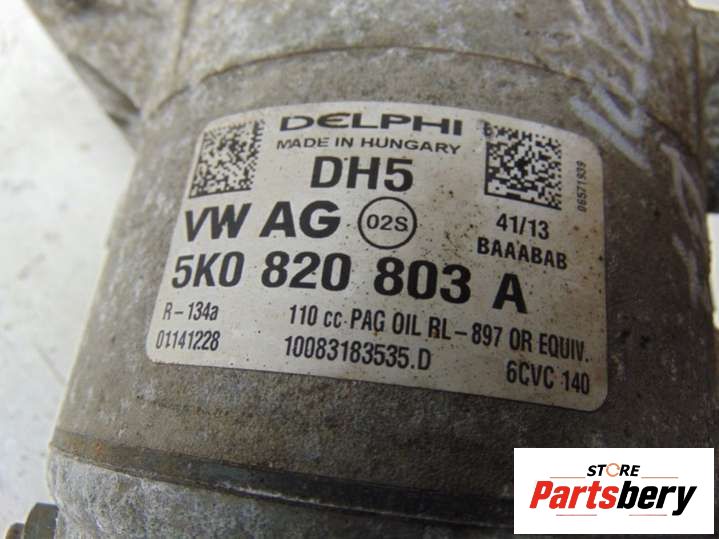 DELPHI
MADE IN HUNGARY
DH5
06571939
VW AG 02S 41/13
BAAABAB
5K0 820 803 A
R-134a 110 cc PAG OIL RL-897 OR EQUIV.
01141228 10083183535.D 6CVC 140
STORE
Partsbery